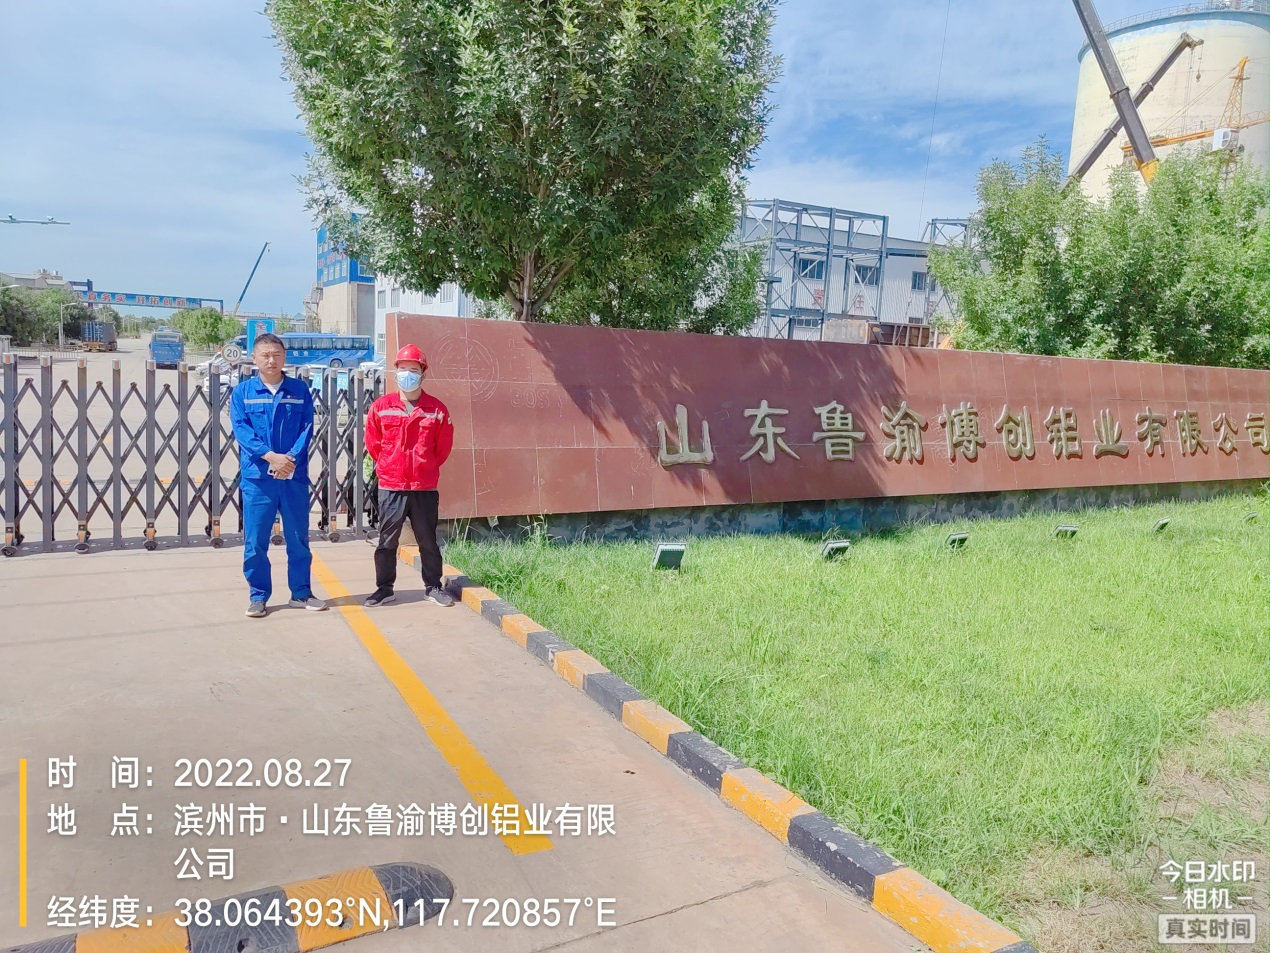 20
山东鲁渝博创铝业有限公司
时 间：2022.08.27
地 点：滨州市·山东鲁渝博创铝业有限
公司
经纬度：38.064393°N,117.720857°E
今日水印
相机
真实时间